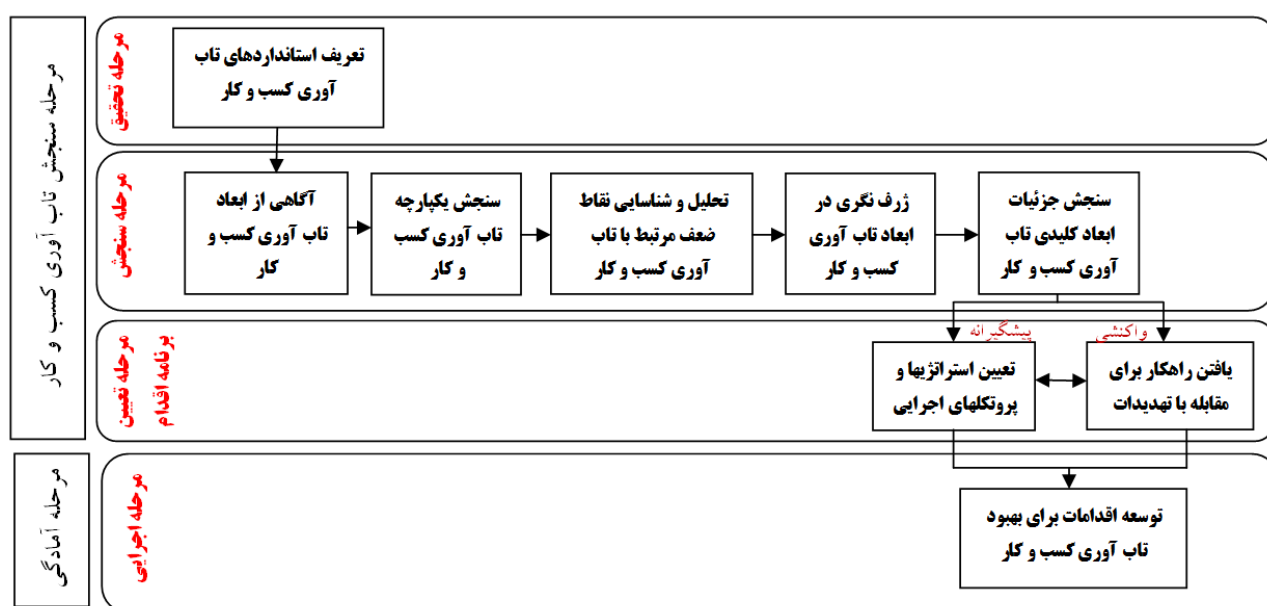 مرحله سنجش تاب آوری کسب و کار
مرحله تحقیق
تعریف استانداردهای تاب
آوری کسب و کار
مرحله سنجش
آگاهی از ابعاد
تاب آوری کسب و
کار
سنجش یکپارچه
تاب آوری کسب
و کار
تحلیل و شناسایی نقاط
ضعف مرتبط با تاب
آوری کسب و کار
ژرف نگری در
ابعاد تاب آوری
کسب و کار
سنجش جزئیات
ابعاد کلیدی تاب
آوری کسب و کار
مرحله تعیین
برنامه اقدام
پیشگیرانه
واکنشی
تعیین استراتژیها و
پروتکلهای اجرایی
یافتن راهکار برای
مقابله با تهدیدات
مرحله آمادگی
مرحله اجرایی
توسعه اقدامات برای بهبود
تاب آوری کسب و کار